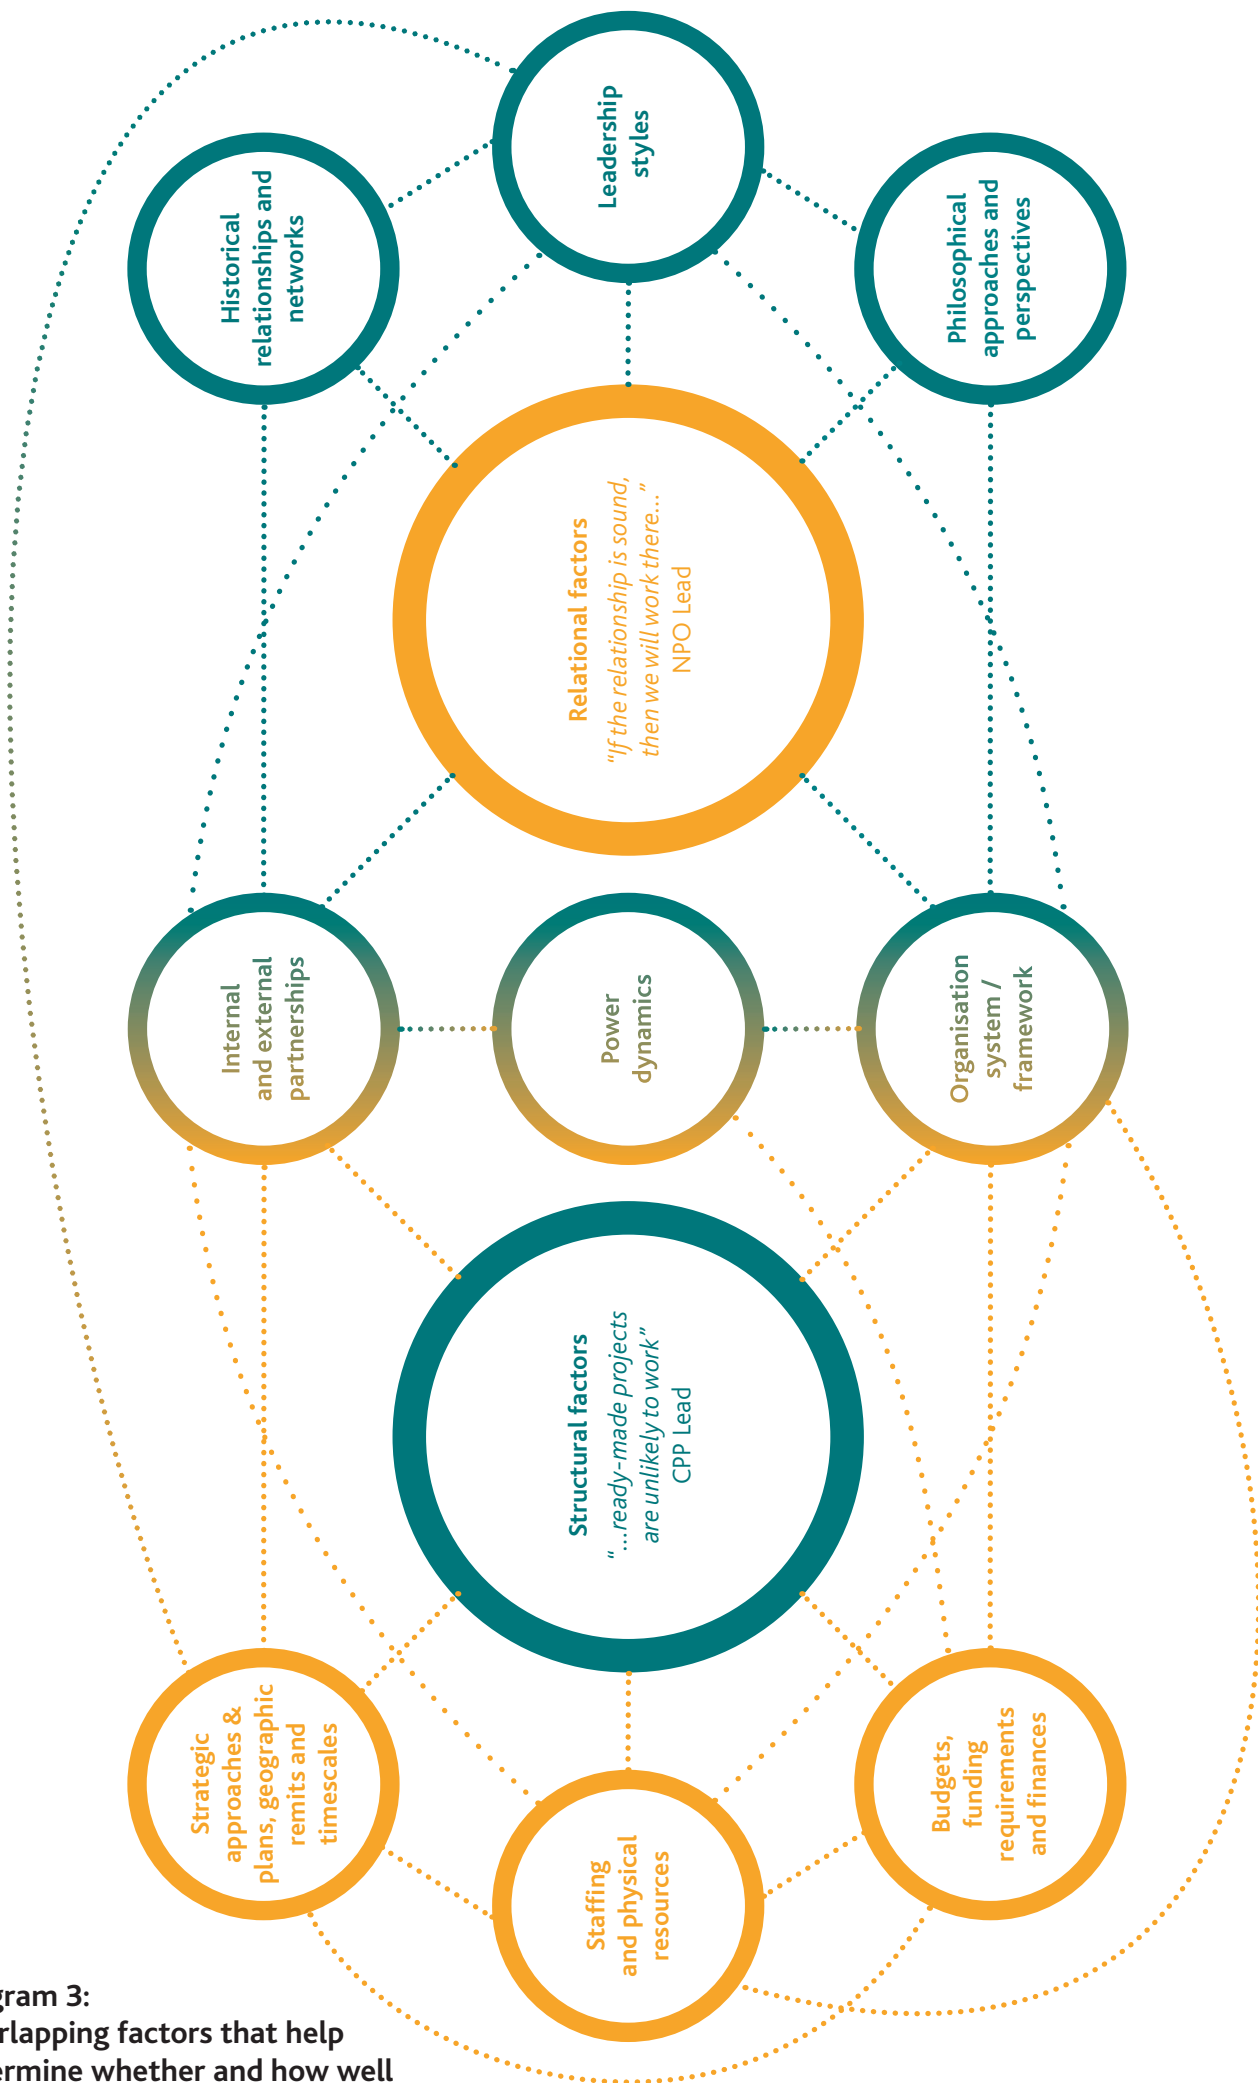 Leadership
styles
Historical
relationships and
networks
Philosophical
approaches and
perspectives
Relational factors
“If the relationship is sound,
then we will work there…”
NPO Lead
Internal
and external
partnerships
Power
dynamics
Organisation
system /
framework
Structural factors
“…ready-made projects
are unlikely to work”
CPP Lead
Strategic
approaches &
plans, geographic
remits and
timescales
Staffing
and physical
resources
Budgets,
funding
requirements
and finances
gram 3:
rlapping factors that help
ermine whether and how well